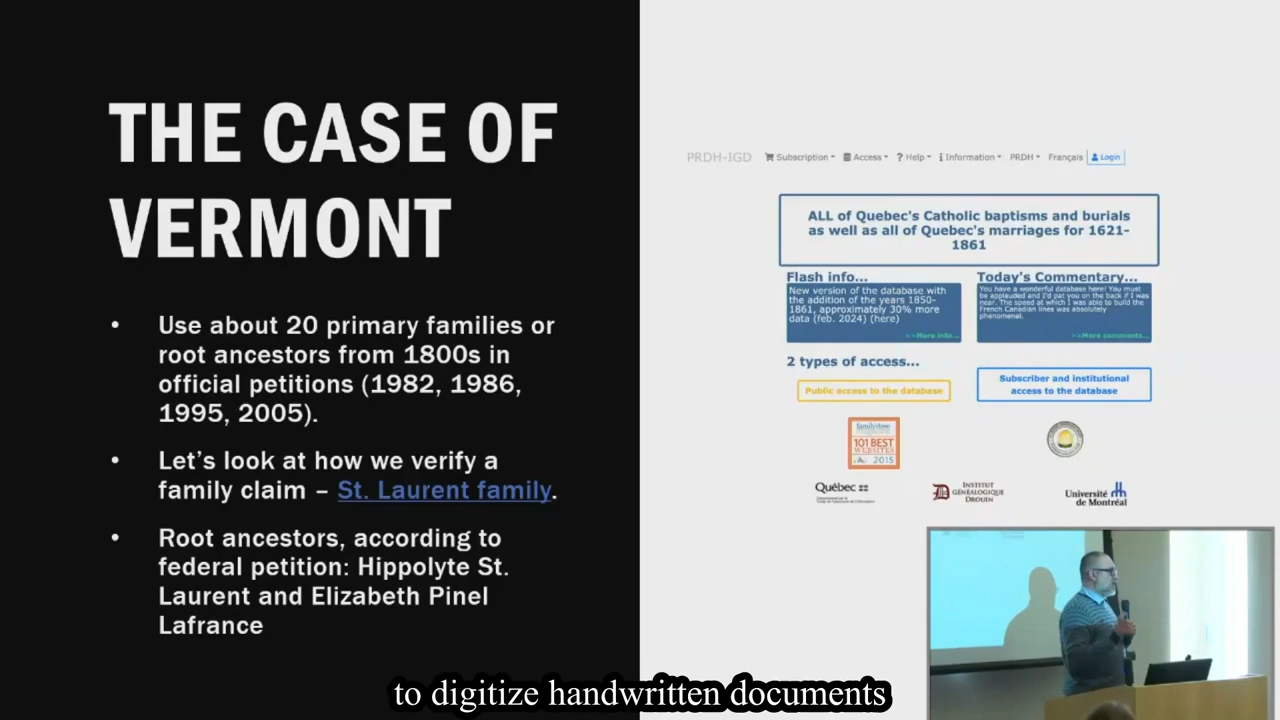 THE CASE OF
VERMONT
• Use about 20 primary families or
root ancestors from 1800s in
official petitions (1982, 1986,
1995, 2005).
• Let's look at how we verify a
family claim – St. Laurent family.
• Root ancestors, according to
federal petition: Hippolyte St.
Laurent and Elizabeth Pinel
Lafrance
PRDH-IGD Subscription Access Help Information PRDH Français Login
ALL of Quebec's Catholic baptisms and burials
as well as all of Quebec's marriages for 1621-
1861
Flash info...
New version of the database with
the addition of the years 1850-
1861, approximately 30% more
data (feb. 2024) (here)
>>More info...
Today's Commentary...
You have a wonderful database here! You must
be applauded and I'd pat you on the back if I was
near. The speed at which I was able to build the
French Canadian lines was absolutely
phenomenal.
>>More comments...
2 types of access...
Public access to the database
Subscriber and institutional
access to the database
familytree
101 BEST
WEBSITES
2015
Québec
INSTITUT
GÉNÉALOGIQUE
DROUIN
Université
de Montréal
to digitize handwritten documents